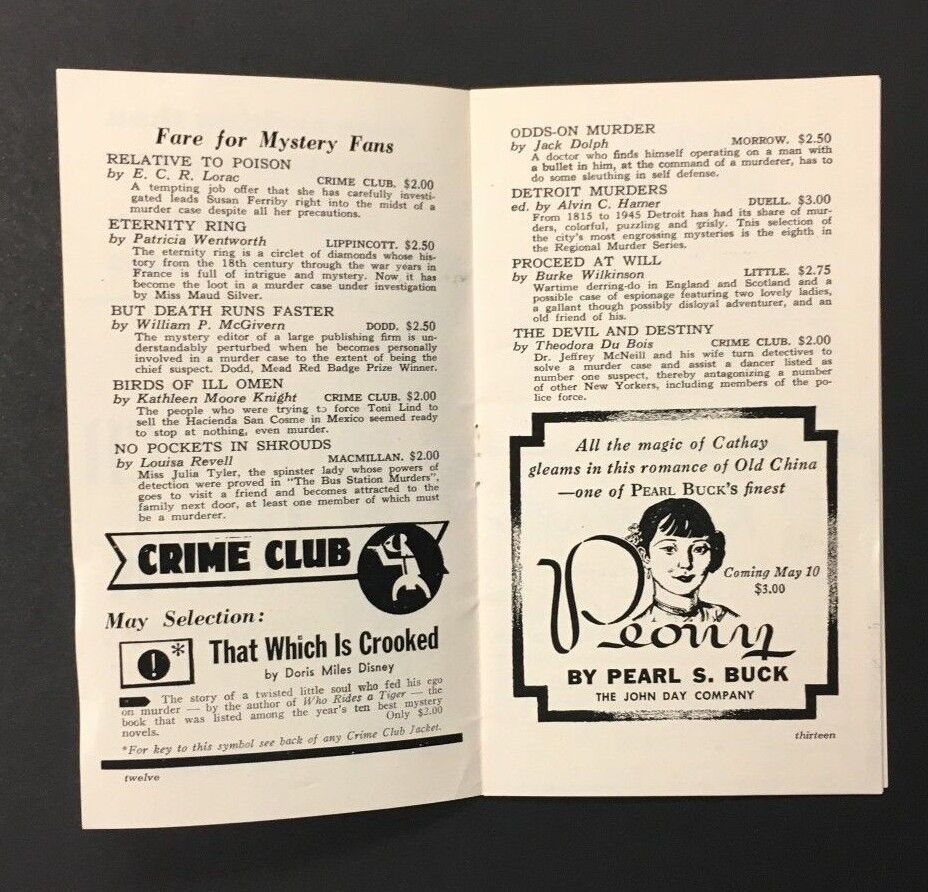 Fare for Mystery Fans
RELATIVE TO POISON
by E. C. R. Lorac CRIME CLUB. $2.00
A tempting job offer that she has carefully investi-
gated leads Susan Ferriby right into the midst of a
murder case despite all her precautions.
ETERNITY RING
by Patricia Wentworth LIPPINCOTT. $2.50
The eternity ring is a circlet of diamonds whose his-
tory from the 18th century through the war years in
France is full of intrigue and mystery. Now it has
become the loot in a murder case under investigation
by Miss Maud Silver.
BUT DEATH RUNS FASTER
by William P. McGivern DODD. $2.50
The mystery editor of a large publishing firm is un-
derstandably perturbed when he becomes personally
involved in a murder case to the extent of being the
chief suspect. Dodd, Mead Red Badge Prize Winner.
BIRDS OF ILL OMEN
by Kathleen Moore Knight CRIME CLUB. $2.00
The people who were trying to force Toni Lind to
sell the Hacienda San Cosme in Mexico seemed ready
to stop at nothing, even murder.
NO POCKETS IN SHROUDS
by Louisa Revell MACMILLAN. $2.00
Miss Julia Tyler, the spinster lady whose powers of
detection were proved in "The Bus Station Murders",
goes to visit a friend and becomes attracted to the
family next door, at least one member of which must
be a murderer.
CRIME CLUB
May Selection:
!* That Which Is Crooked
by Doris Miles Disney
The story of a twisted little soul who fed his ego
on murder — by the author of Who Rides a Tiger — the
book that was listed among the year's ten best mystery
novels. Only $2.00
*For key to this symbol see back of any Crime Club Jacket.
twelve
ODDS-ON MURDER
by Jack Dolph MORROW. $2.50
A doctor who finds himself operating on a man with
a bullet in him, at the command of a murderer, has to
do some sleuthing in self defense.
DETROIT MURDERS
ed. by Alvin C. Hamer DUELL. $3.00
From 1815 to 1945 Detroit has had its share of mur-
ders, colorful, puzzling and grisly. This selection of
the city's most engrossing mysteries is the eighth in
the Regional Murder Series.
PROCEED AT WILL
by Burke Wilkinson LITTLE. $2.75
Wartime derring-do in England and Scotland and a
possible case of espionage featuring two lovely ladies,
a gallant though possibly disloyal adventurer, and an
old friend of his.
THE DEVIL AND DESTINY
by Theodora Du Bois CRIME CLUB. $2.00
Dr. Jeffrey McNeill and his wife turn detectives to
solve a murder case and assist a dancer listed as
number one suspect, thereby antagonizing a number
of other New Yorkers, including members of the po-
lice force.
All the magic of Cathay
gleams in this romance of Old China
—one of PEARL BUCK'S finest
Coming May 10
$3.00
Peony
BY PEARL S. BUCK
THE JOHN DAY COMPANY
thirteen